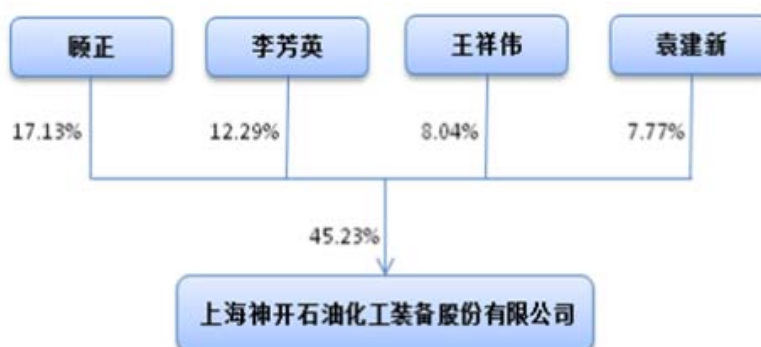 顾正 李芳英 王祥伟 袁建新
17.13% 12.29% 8.04% 7.77%
45.23%
上海神开石油化工装备股份有限公司